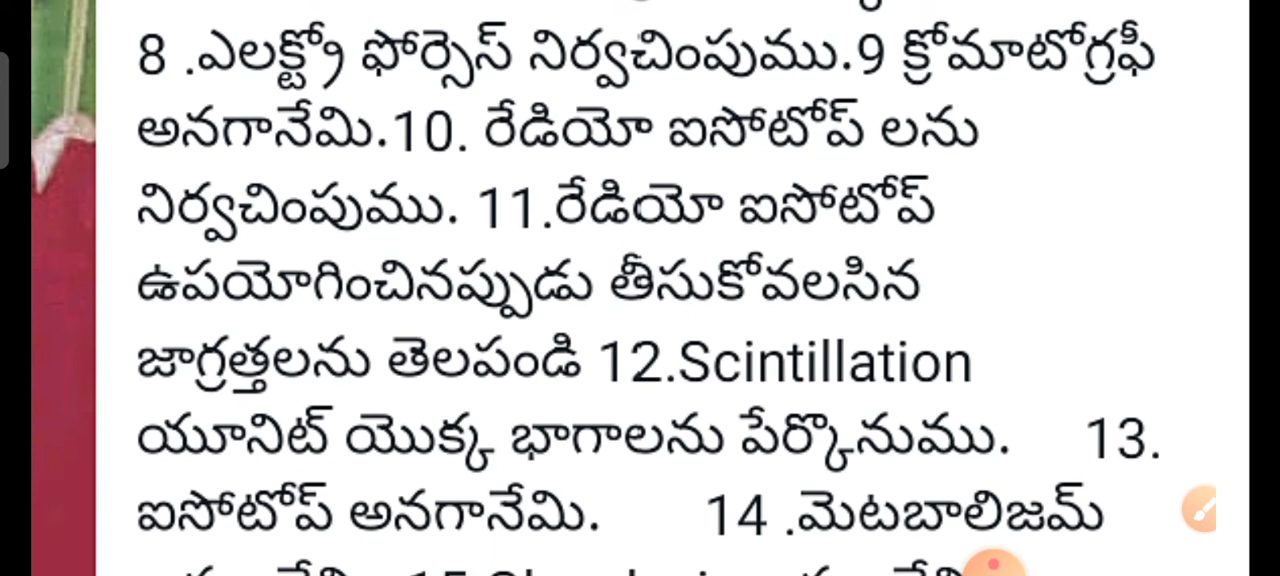 8 .ఎలక్ట్రో ఫోర్సెస్ నిర్వచింపుము.9 క్రోమాటోగ్రఫీ
అనగానేమి.10. రేడియో ఐసోటోప్ లను
నిర్వచింపుము. 11.రేడియో ఐసోటోప్
ఉపయోగించినప్పుడు తీసుకోవలసిన
జాగ్రత్తలను తెలపండి 12.Scintillation
యూనిట్ యొక్క భాగాలను పేర్కొనుము. 13.
ఐసోటోప్ అనగానేమి. 14 .మెటబాలిజమ్